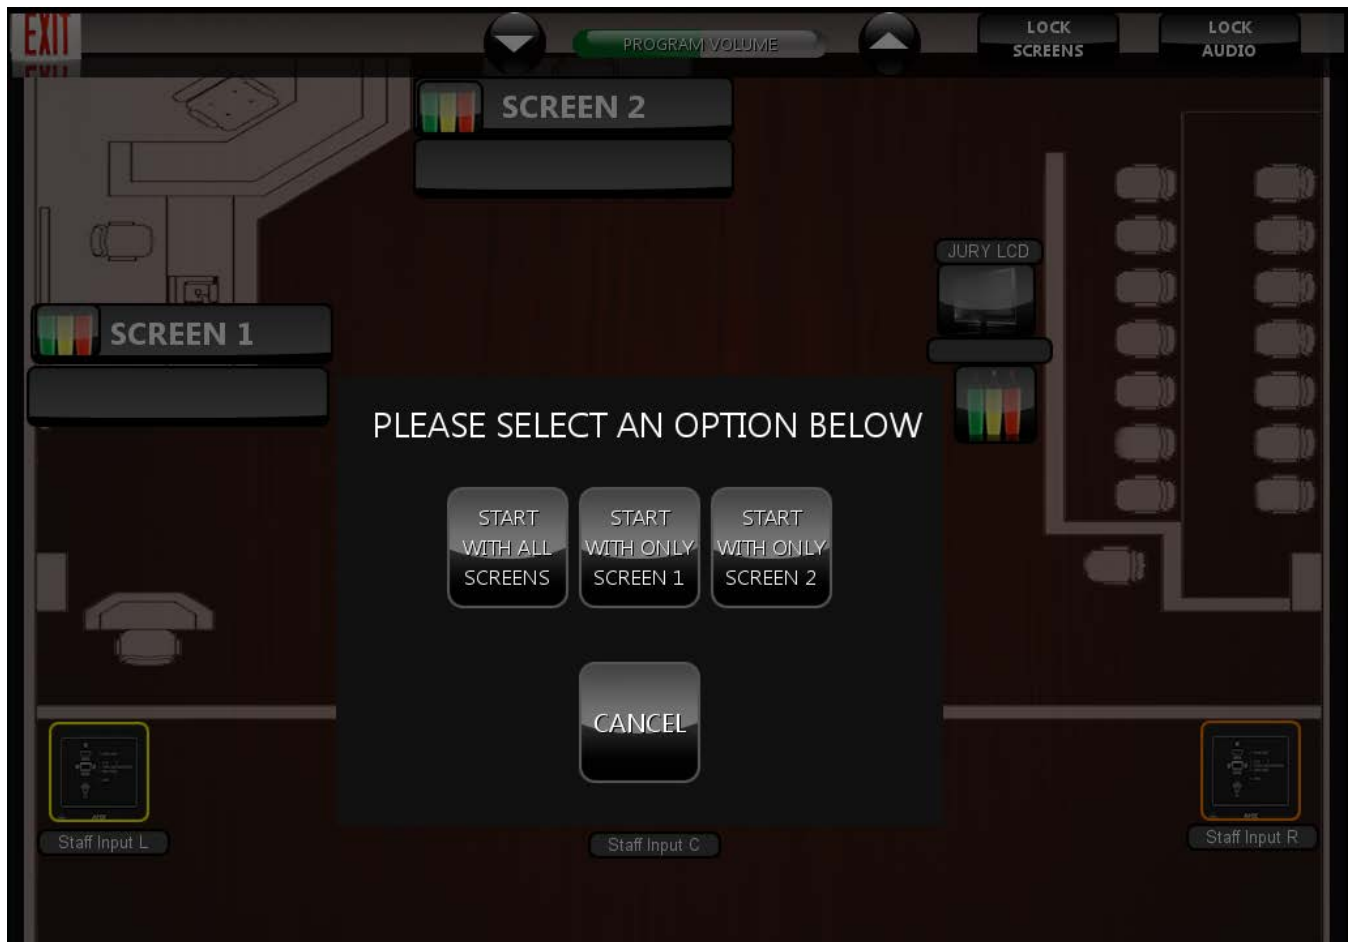 EXIT
PROGRAM VOLUME
LOCK
SCREENS
LOCK
AUDIO
SCREEN 2
JURY LCD
SCREEN 1
PLEASE SELECT AN OPTION BELOW
START
WITH ALL
SCREENS
START
WITH ONLY
SCREEN 1
START
WITH ONLY
SCREEN 2
CANCEL
Staff Input L
Staff Input C
Staff Input R